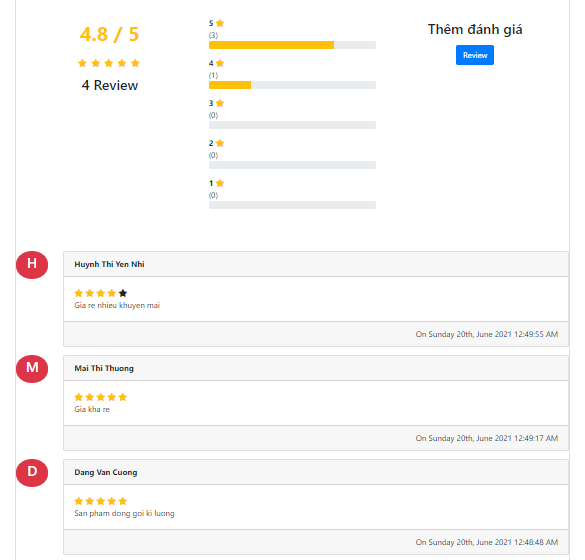 4.8 / 5
4 Review
5
(3)
4
(1)
3
(0)
2
(0)
1
(0)
Thêm đánh giá
Review
H
Huynh Thi Yen Nhi
Gia re nhieu khuyen mai
On Sunday 20th, June 2021 12:49:55 AM
M
Mai Thi Thuong
Gia kha re
On Sunday 20th, June 2021 12:49:17 AM
D
Dang Van Cuong
San pham dong goi ki luong
On Sunday 20th, June 2021 12:48:48 AM